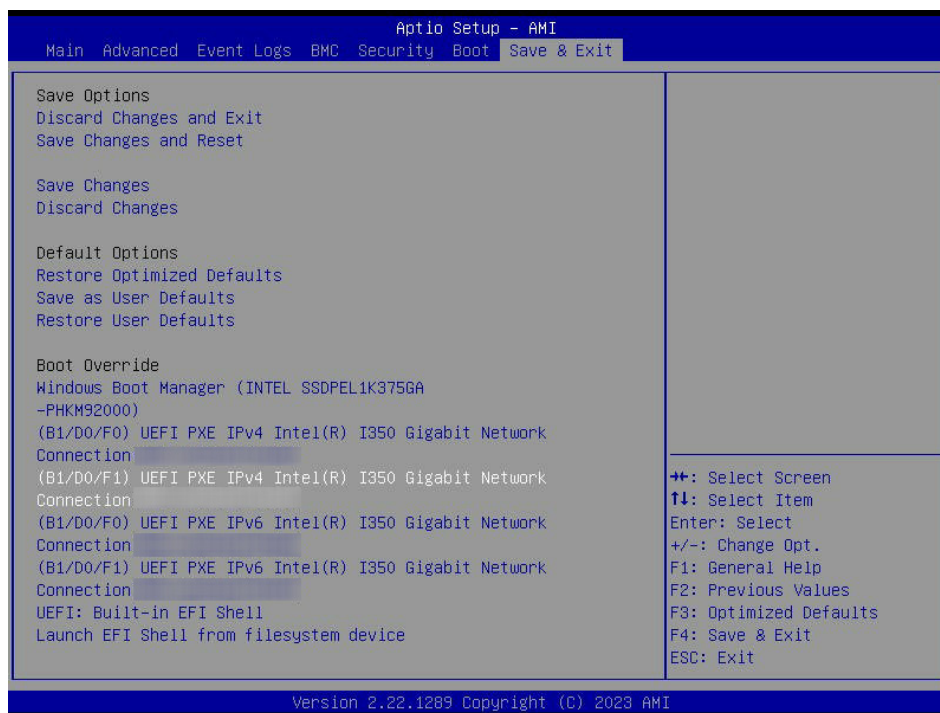 Aptio Setup – AMI
Main Advanced Event Logs BMC Security Boot Save & Exit
Save Options
Discard Changes and Exit
Save Changes and Reset
Save Changes
Discard Changes
Default Options
Restore Optimized Defaults
Save as User Defaults
Restore User Defaults
Boot Override
Windows Boot Manager (INTEL SSDPEL1K375GA
-PHKM92000)
(B1/D0/F0) UEFI PXE IPv4 Intel(R) I350 Gigabit Network
Connection
(B1/D0/F1) UEFI PXE IPv4 Intel(R) I350 Gigabit Network
Connection
(B1/D0/F0) UEFI PXE IPv6 Intel(R) I350 Gigabit Network
Connection
(B1/D0/F1) UEFI PXE IPv6 Intel(R) I350 Gigabit Network
Connection
UEFI: Built-in EFI Shell
Launch EFI Shell from filesystem device
→←: Select Screen
↑↓: Select Item
Enter: Select
+/-: Change Opt.
F1: General Help
F2: Previous Values
F3: Optimized Defaults
F4: Save & Exit
ESC: Exit
Version 2.22.1289 Copyright (C) 2023 AMI